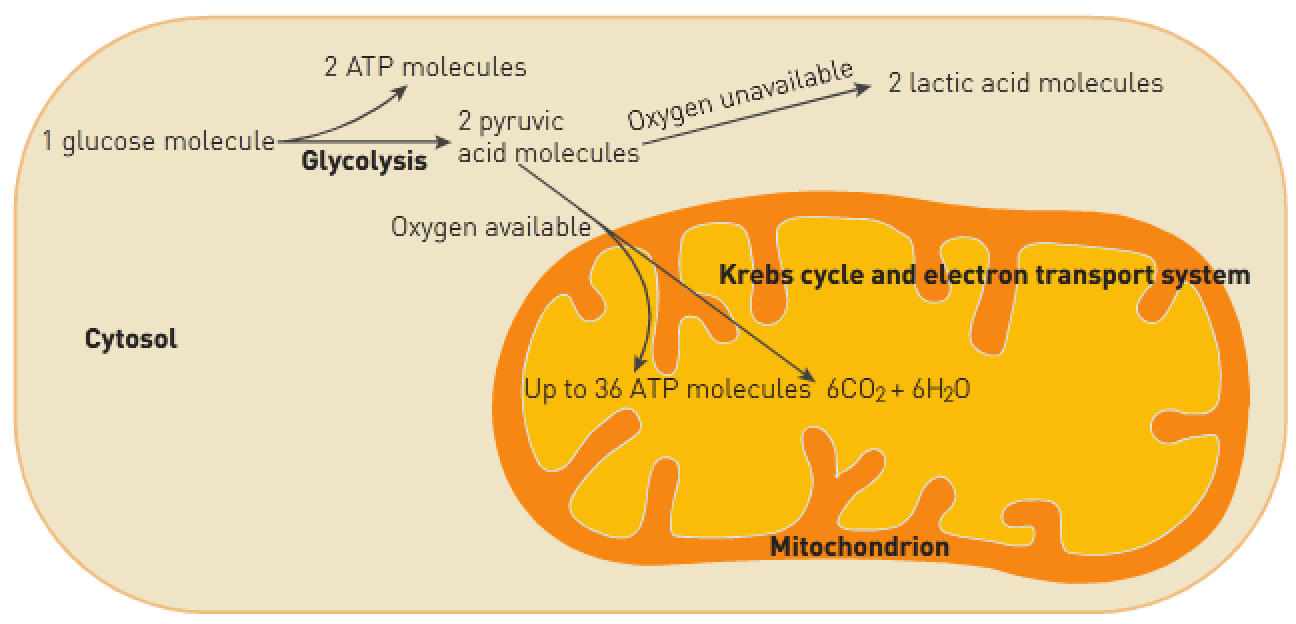 2 ATP molecules
Oxygen unavailable
2 lactic acid molecules
1 glucose molecule
Glycolysis
2 pyruvic
acid molecules
Oxygen available
Krebs cycle and electron transport system
Cytosol
Up to 36 ATP molecules
6CO₂ + 6H₂O
Mitochondrion